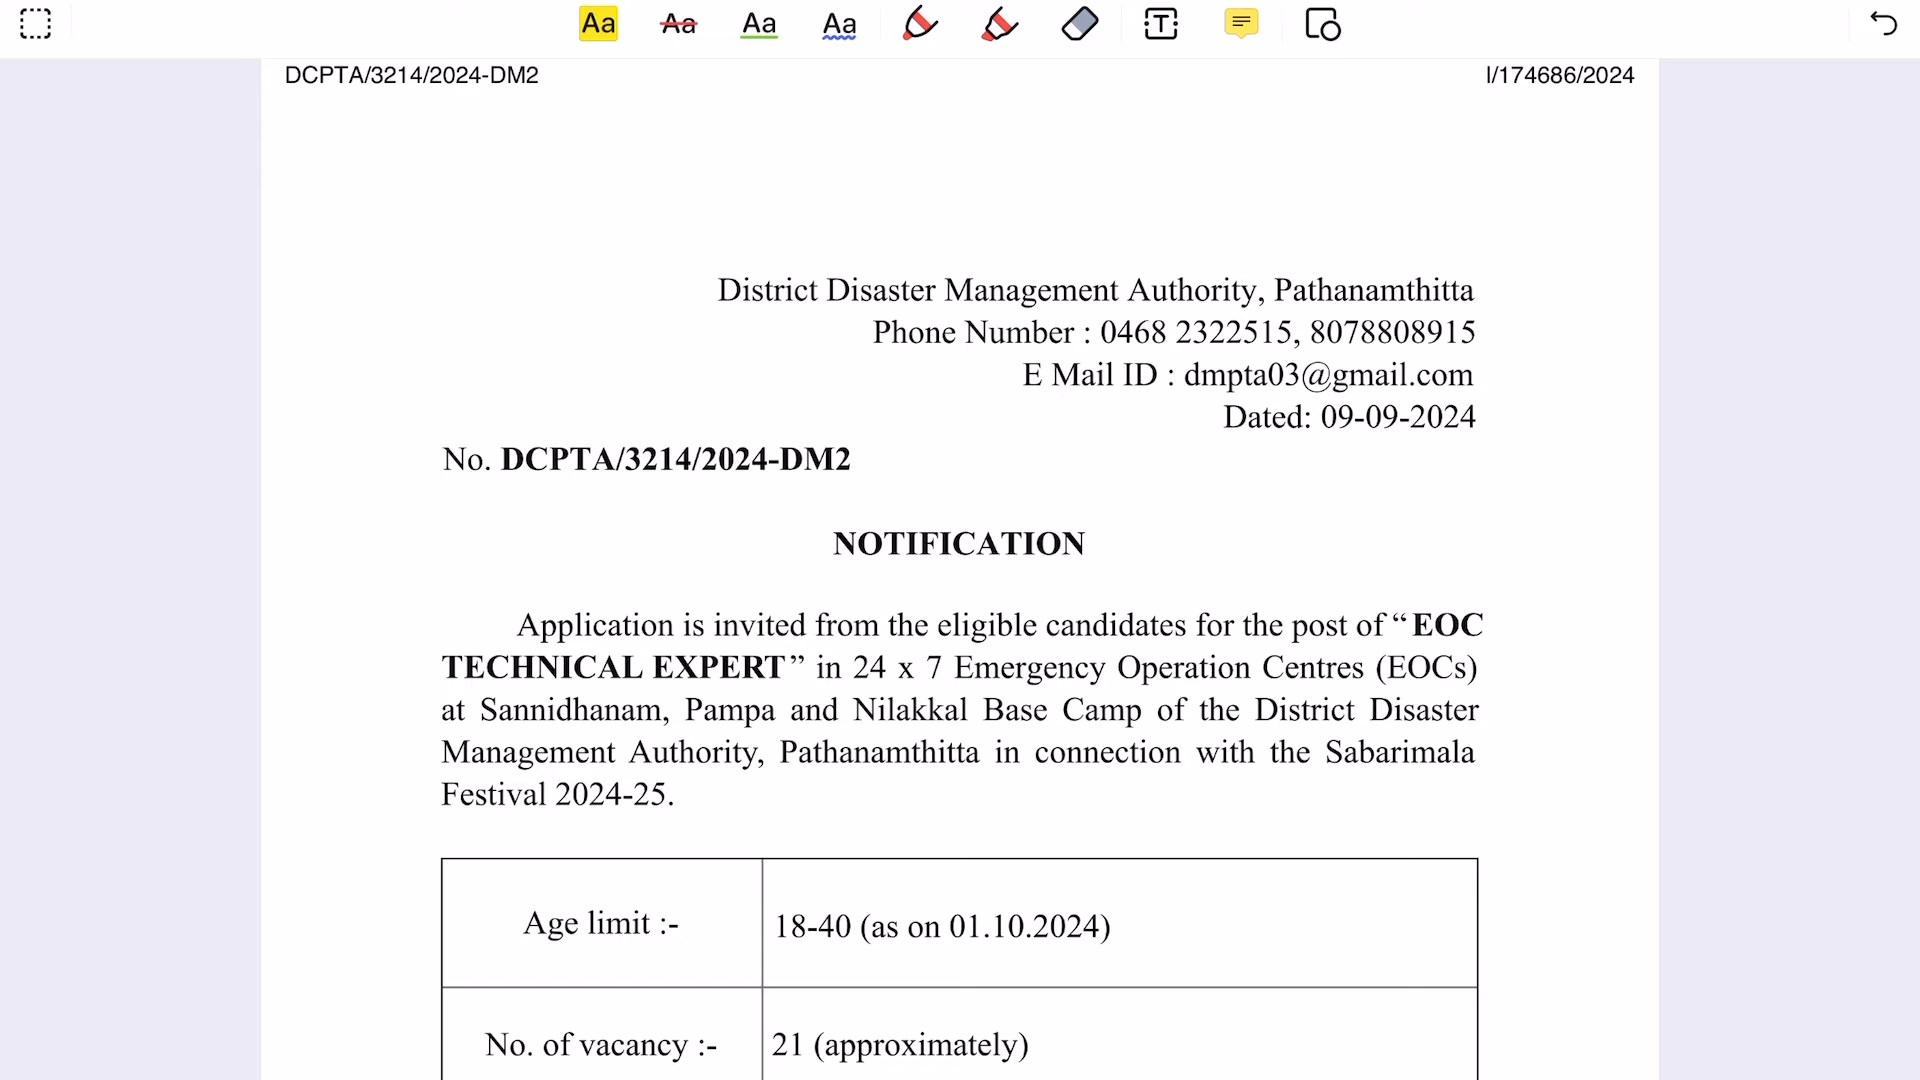 Aa Aa Aa Aa T
DCPTA/3214/2024-DM2 I/174686/2024
District Disaster Management Authority, Pathanamthitta
Phone Number : 0468 2322515, 8078808915
E Mail ID : dmpta03@gmail.com
Dated: 09-09-2024
No. DCPTA/3214/2024-DM2
NOTIFICATION
Application is invited from the eligible candidates for the post of “EOC
TECHNICAL EXPERT” in 24 x 7 Emergency Operation Centres (EOCs)
at Sannidhanam, Pampa and Nilakkal Base Camp of the District Disaster
Management Authority, Pathanamthitta in connection with the Sabarimala
Festival 2024-25.
Age limit :- 18-40 (as on 01.10.2024)
No. of vacancy :- 21 (approximately)